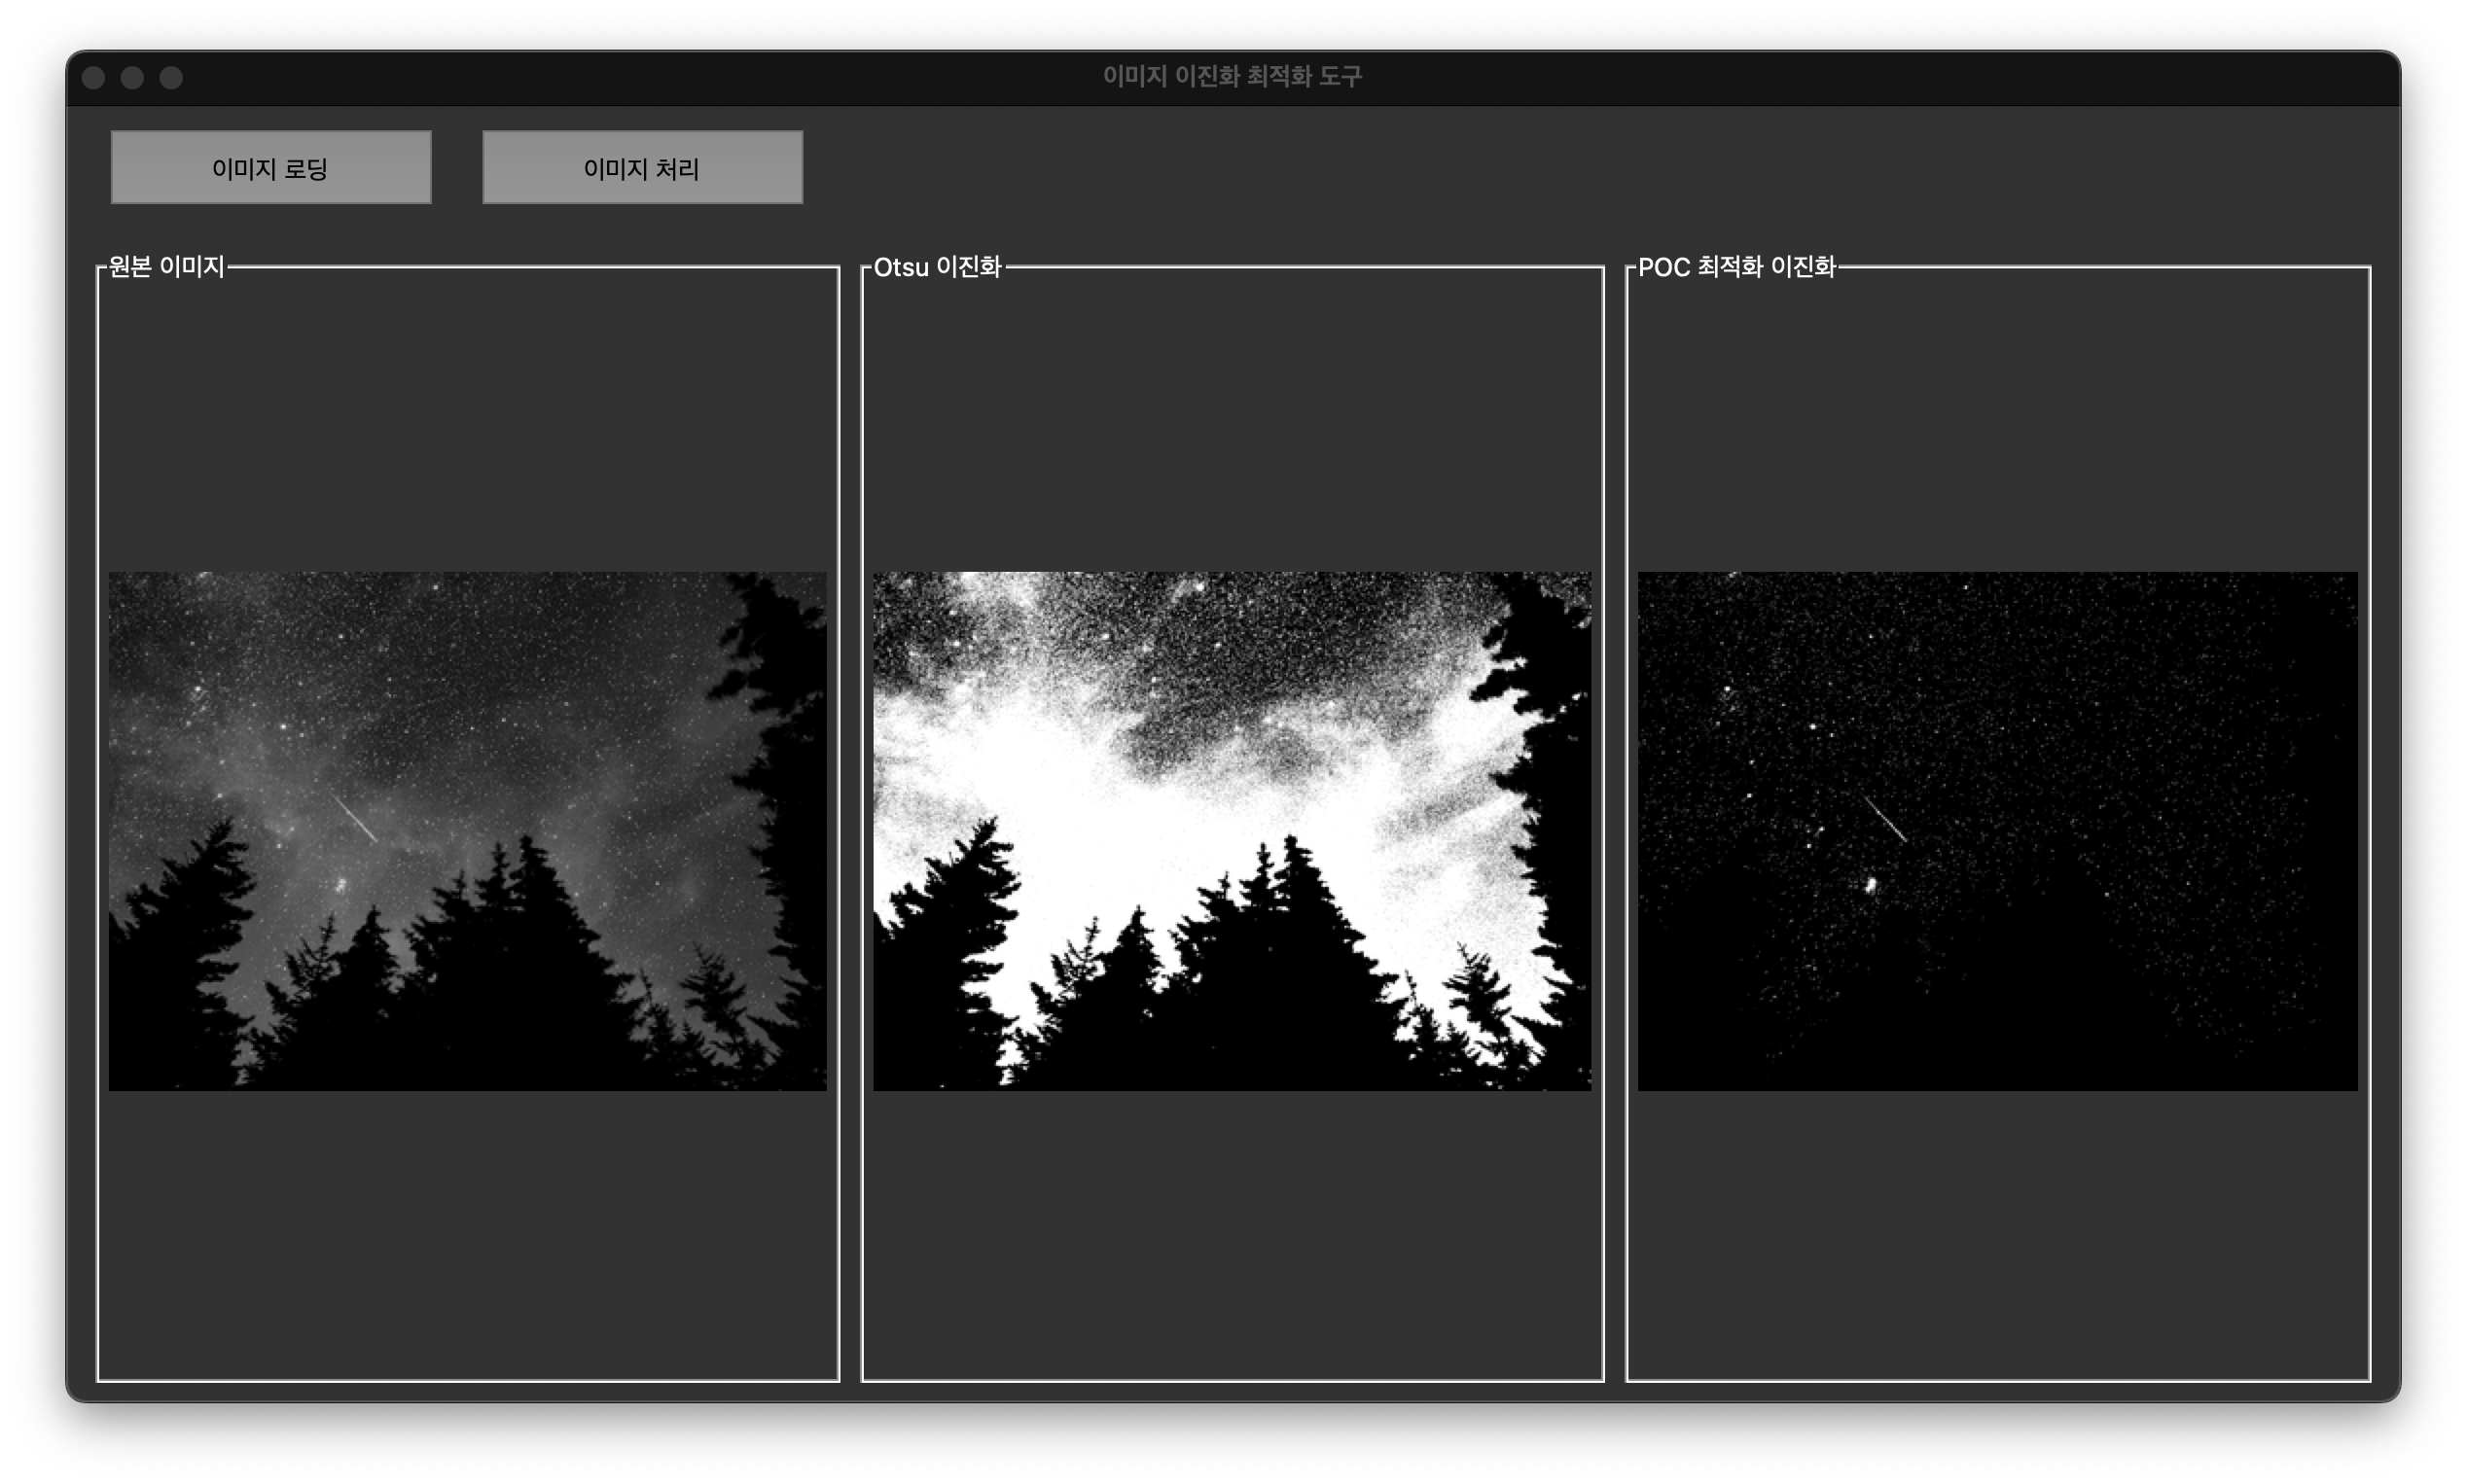 이미지 이진화 최적화 도구
이미지 로딩
이미지 처리
원본 이미지
Otsu 이진화
POC 최적화 이진화